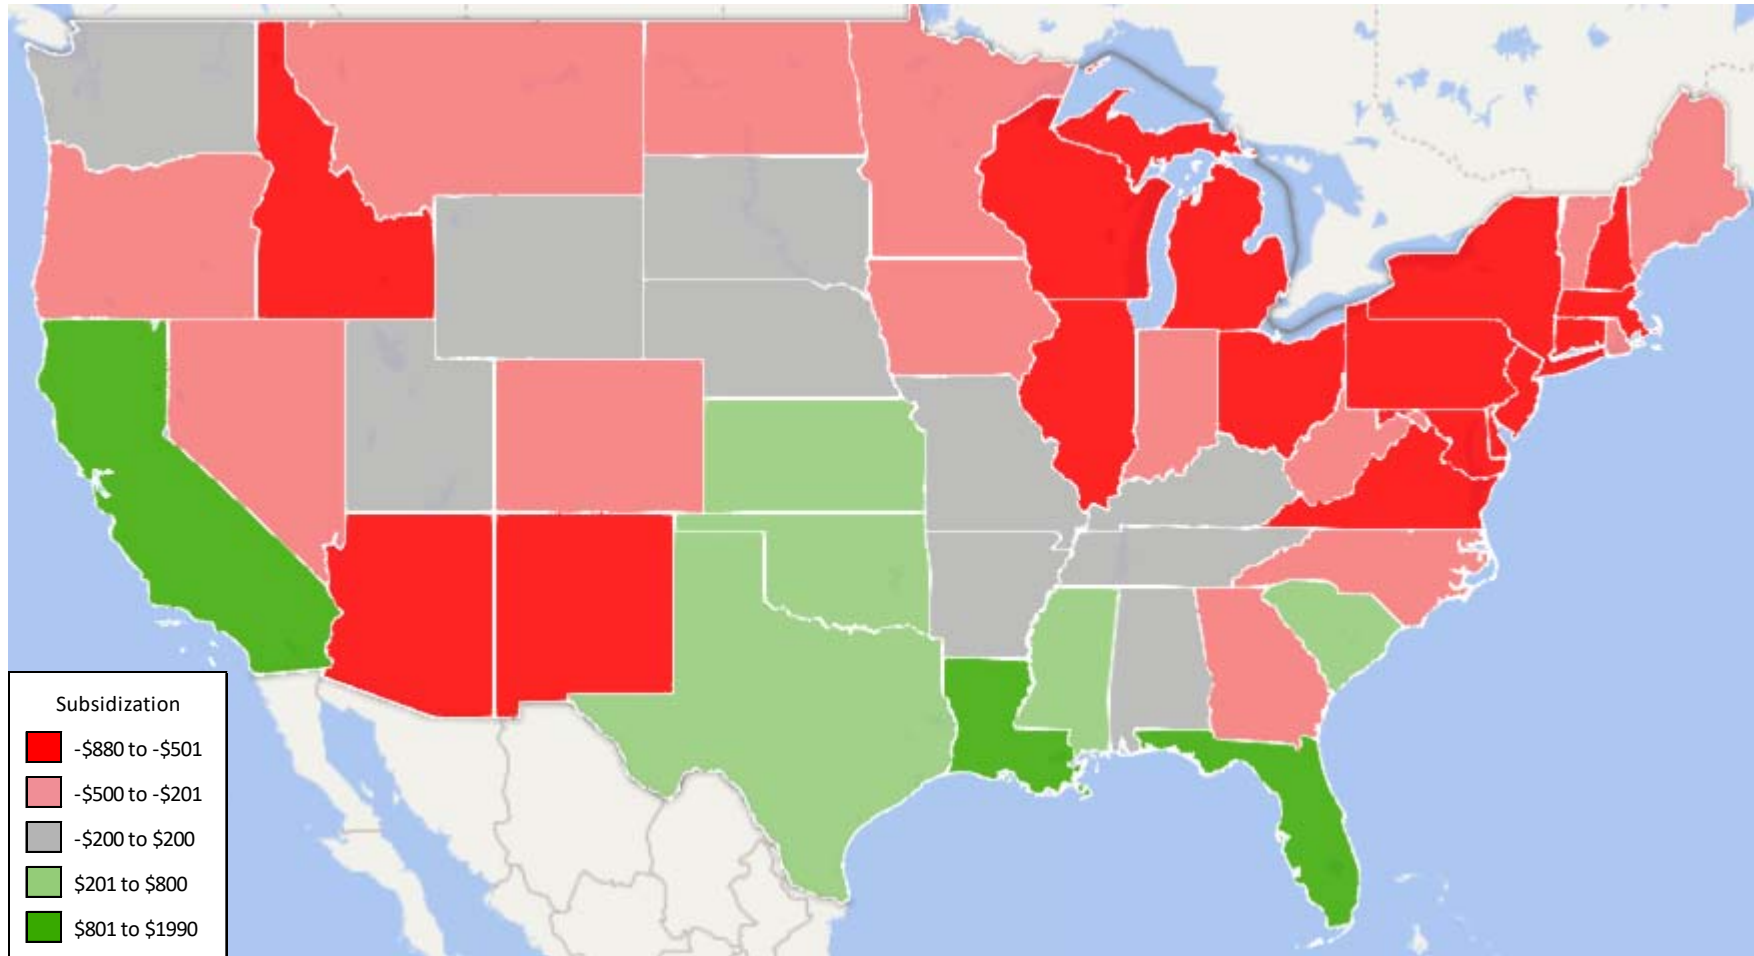 Subsidization
-$880 to -$501
-$500 to -$201
-$200 to $200
$201 to $800
$801 to $1990